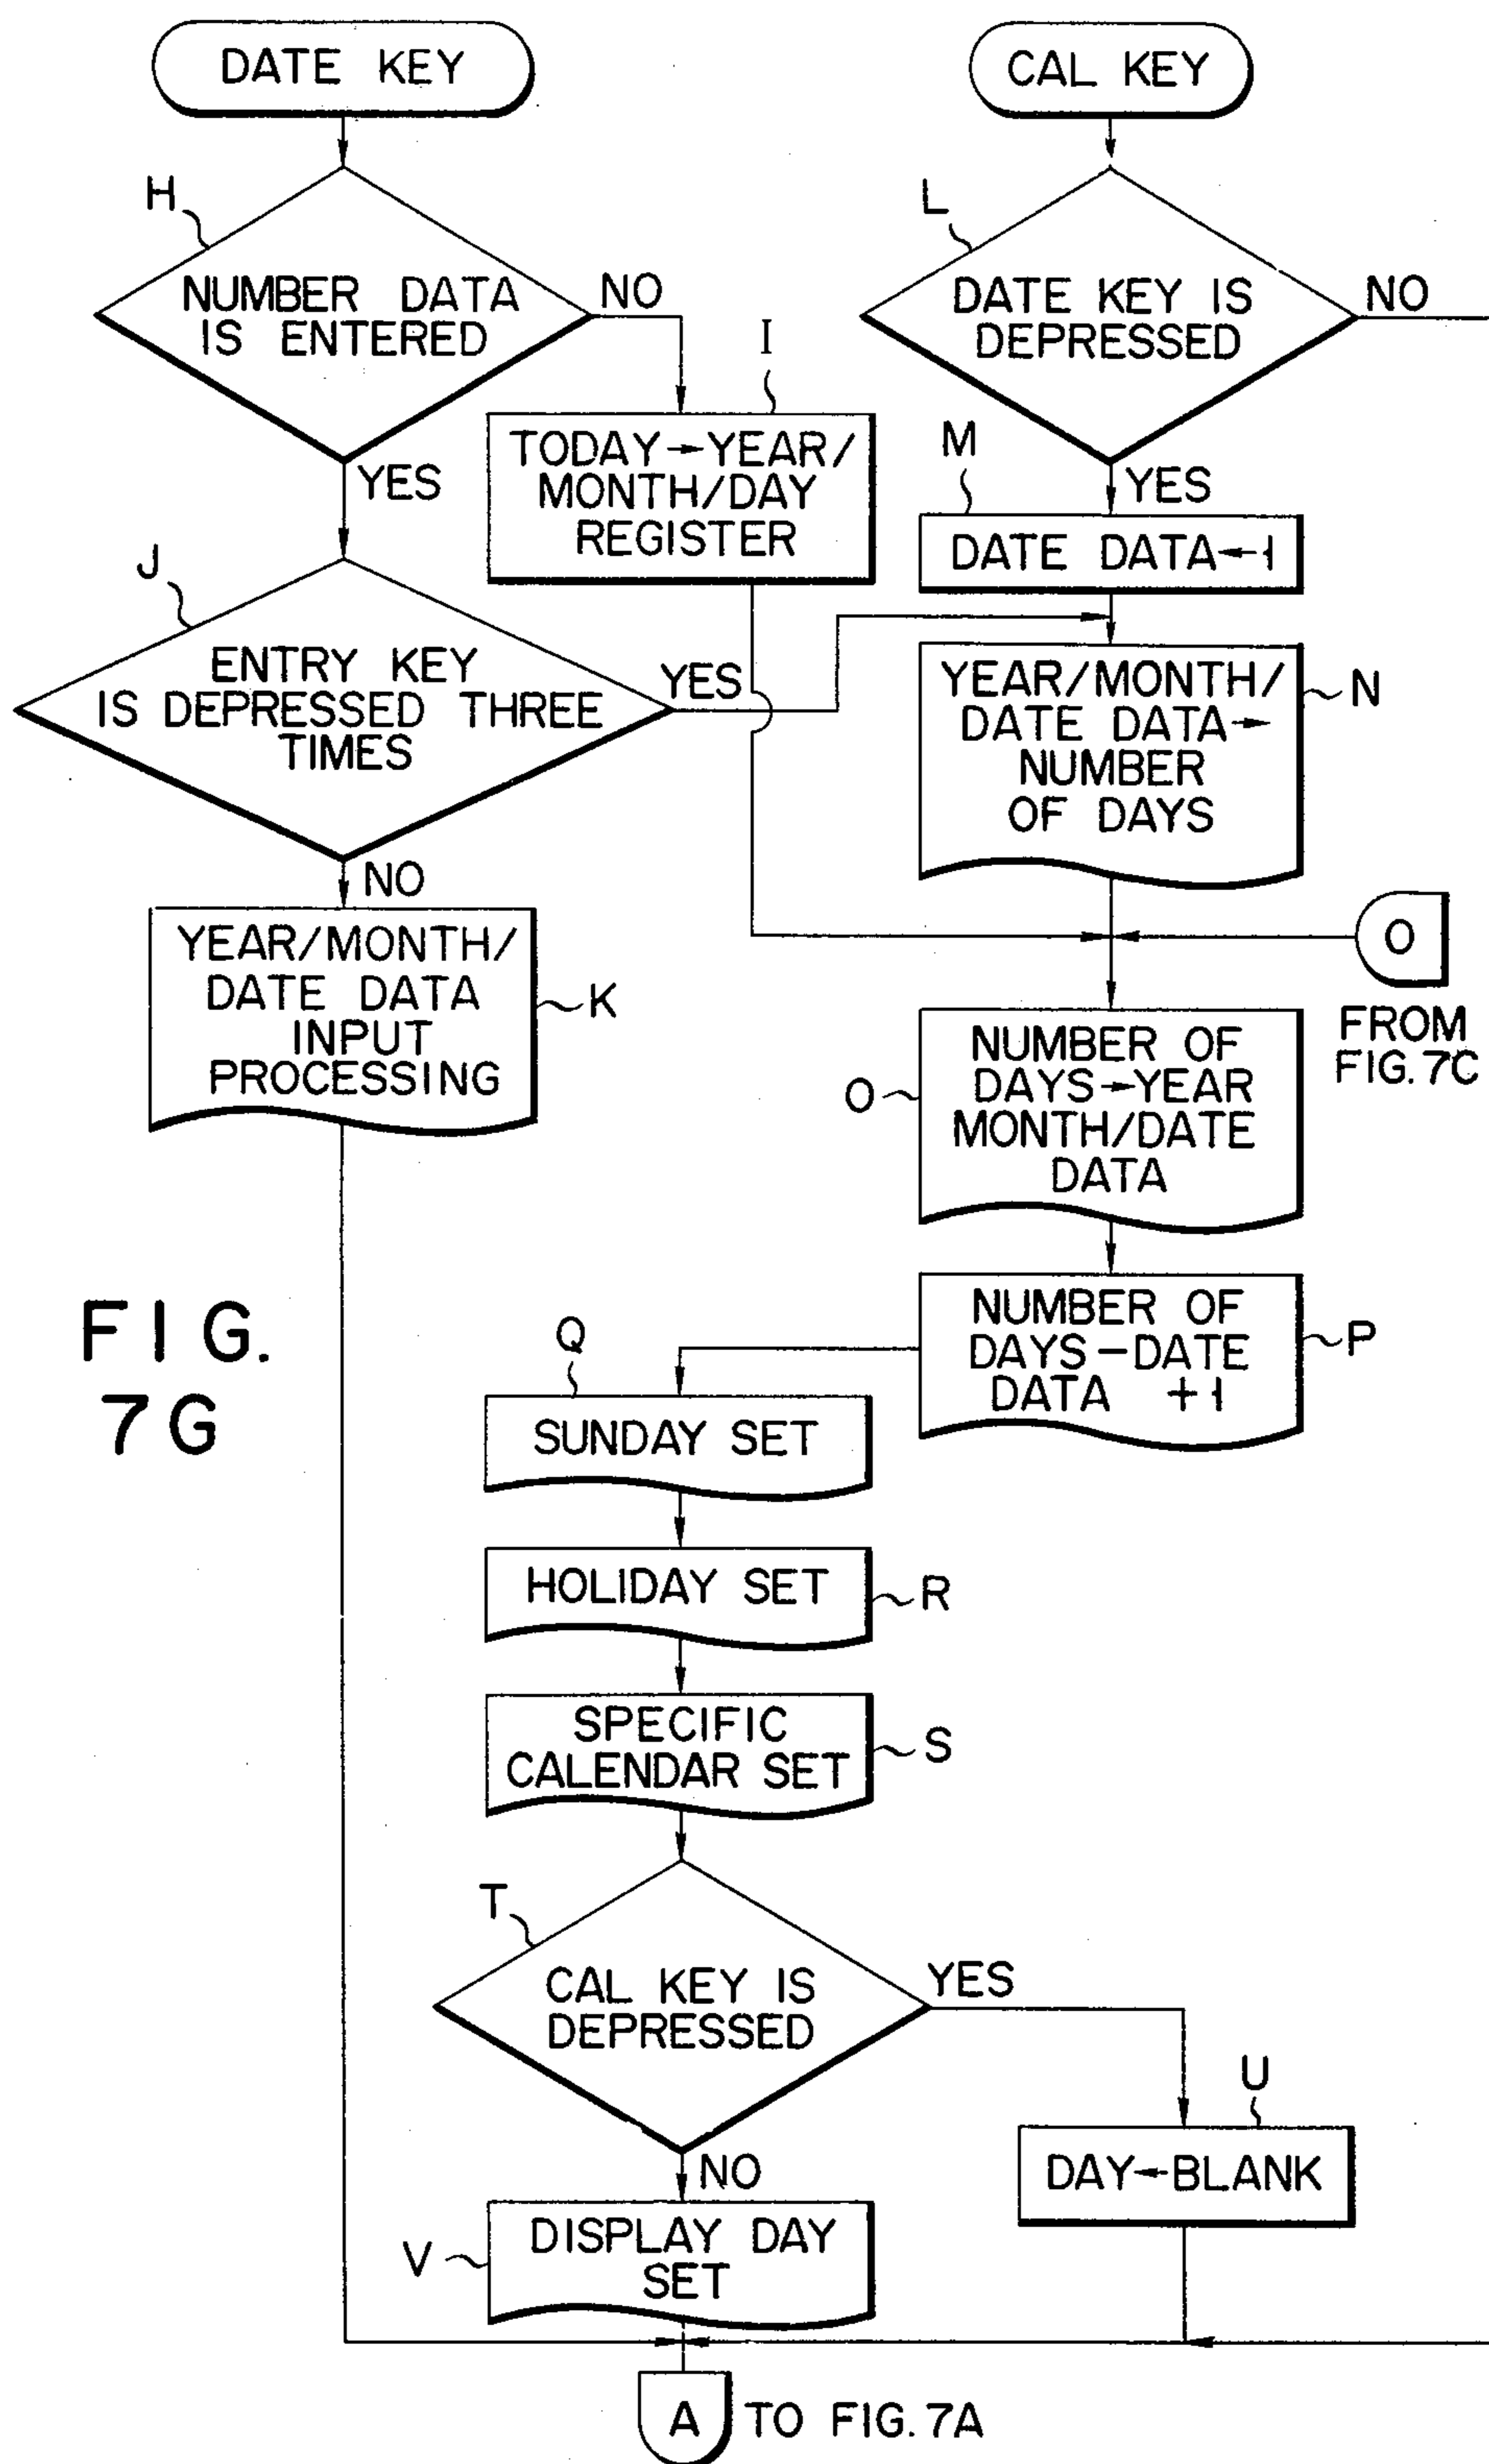 DATE KEY
CAL KEY
H
NUMBER DATA
IS ENTERED
NO
L
DATE KEY IS
DEPRESSED
NO
I
TODAY→YEAR/
MONTH/DAY
REGISTER
YES
M
YES
DATE DATA←1
J
ENTRY KEY
IS DEPRESSED THREE
TIMES
YES
YEAR/MONTH/
DATE DATA→
NUMBER
OF DAYS
N
NO
YEAR/MONTH/
DATE DATA
INPUT
PROCESSING
K
O
FROM
FIG. 7C
O
NUMBER OF
DAYS→YEAR
MONTH/DATE
DATA
FIG.
7G
NUMBER OF
DAYS–DATE
DATA +1
P
Q
SUNDAY SET
HOLIDAY SET
R
SPECIFIC
CALENDAR SET
S
T
CAL KEY IS
DEPRESSED
YES
U
DAY←BLANK
NO
V
DISPLAY DAY
SET
A
TO FIG. 7A